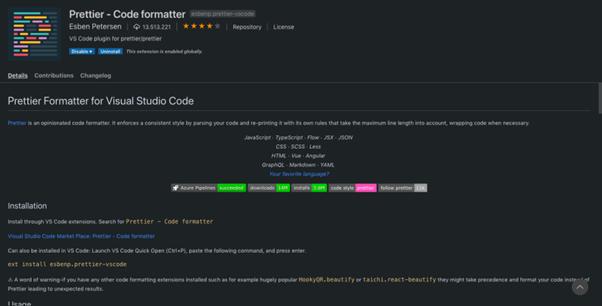 Prettier - Code formatter esbenp.prettier-vscode
Esben Petersen | 13.513.221 | Repository | License
VS Code plugin for prettier/prettier
Disable Uninstall This extension is enabled globally.
Details Contributions Changelog
Prettier Formatter for Visual Studio Code
Prettier is an opinionated code formatter. It enforces a consistent style by parsing your code and re-printing it with its own rules that take the maximum line length into account, wrapping code when necessary.
JavaScript · TypeScript · Flow · JSX · JSON
CSS · SCSS · Less
HTML · Vue · Angular
GraphQL · Markdown · YAML
Your favorite language?
Azure Pipelines succeeded downloads installs code style prettier follow prettier
Installation
Install through VS Code extensions. Search for Prettier - Code formatter
Visual Studio Code Market Place: Prettier - Code formatter
Can also be installed in VS Code: Launch VS Code Quick Open (Ctrl+P), paste the following command, and press enter.
ext install esbenp.prettier-vscode
⚠ A word of warning-if you have any other code formatting extensions installed such as for example hugely popular HookyQR.beautify or taichi.react-beautify they might take precedence and format your code instead of
Prettier leading to unexpected results.
Usage